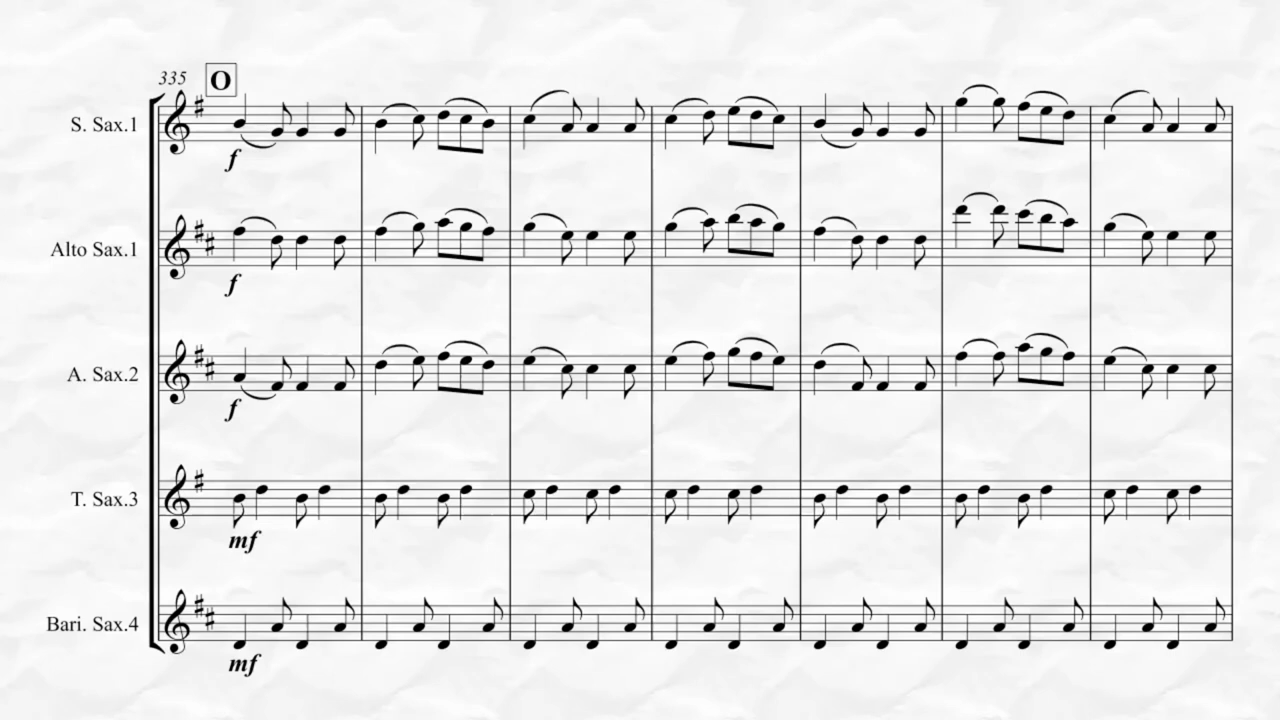 335 O
S. Sax.1
f
Alto Sax.1
f
A. Sax.2
f
T. Sax.3
mf
Bari. Sax.4
mf